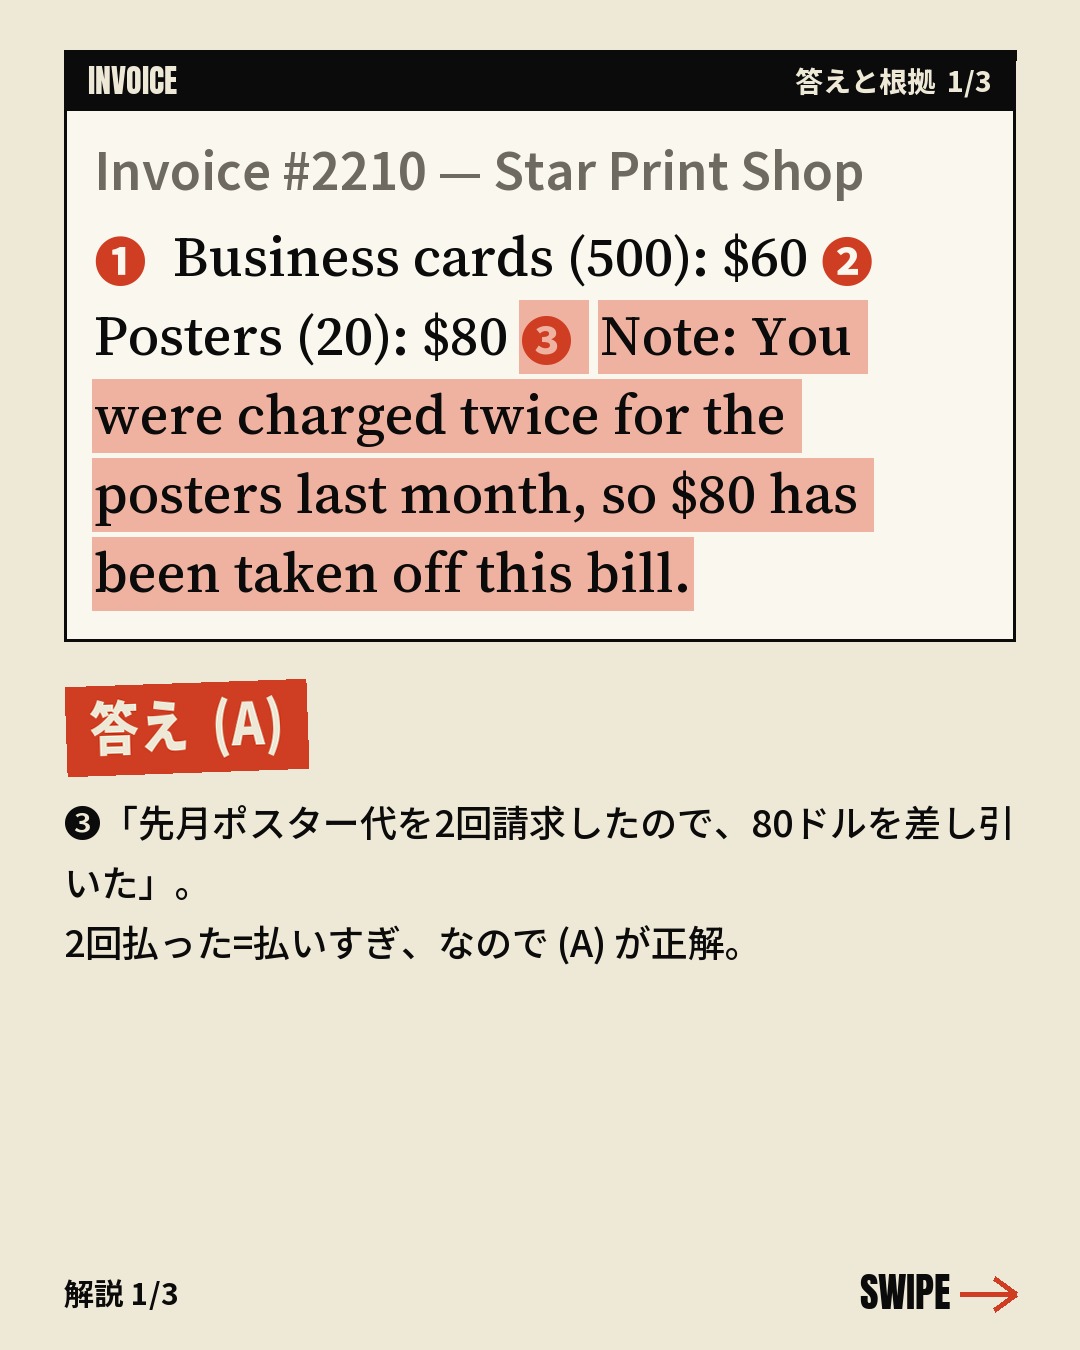 INVOICE
答えと根拠 1/3
Invoice #2210 — Star Print Shop
❶ Business cards (500): $60 ❷
Posters (20): $80 ❸ Note: You
were charged twice for the
posters last month, so $80 has
been taken off this bill.
答え (A)
❸「先月ポスター代を2回請求したので、80ドルを差し引
いた」。
2回払った=払いすぎ、なので (A) が正解。
解説 1/3
SWIPE